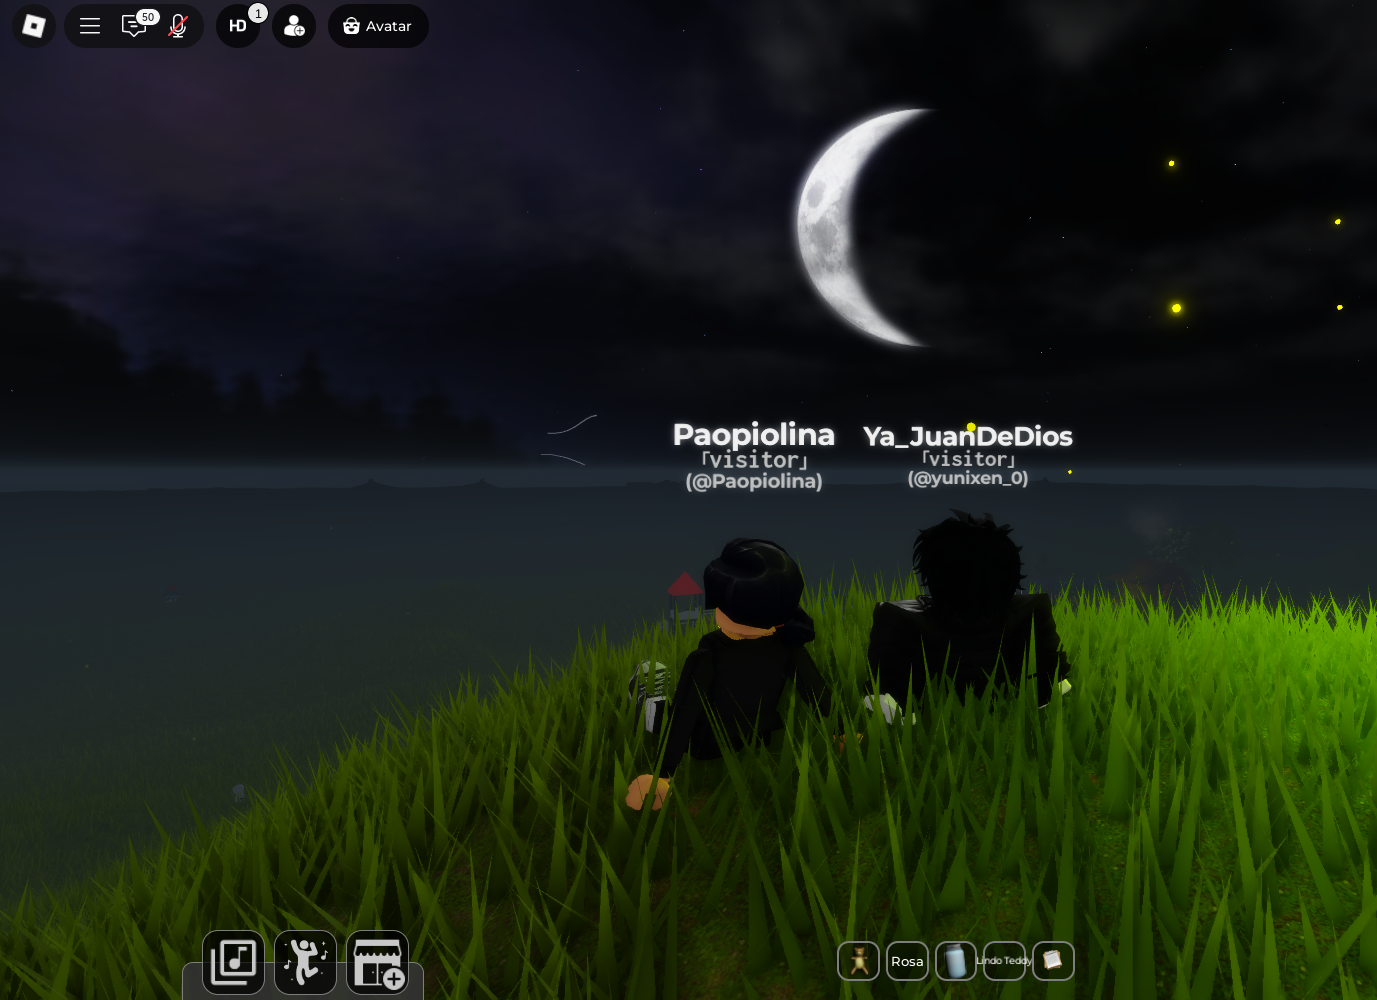 50
HD
1
Avatar
Paopiolina
「visitor」
(@Paopiolina)
Ya_JuanDeDios
「visitor」
(@yunixen_0)
Rosa
Lindo Teddy